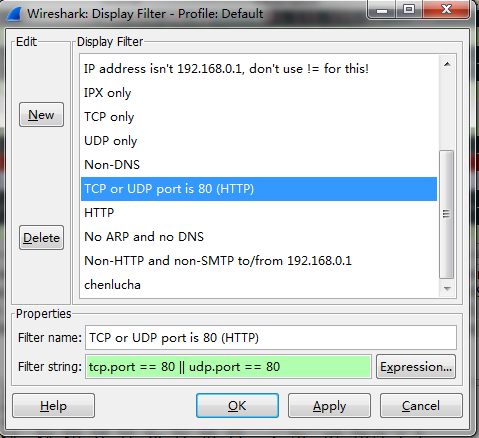 Wireshark: Display Filter - Profile: Default
Edit
Display Filter
IP address isn't 192.168.0.1, don't use != for this!
IPX only
New
TCP only
UDP only
Non-DNS
TCP or UDP port is 80 (HTTP)
HTTP
Delete
No ARP and no DNS
Non-HTTP and non-SMTP to/from 192.168.0.1
chenlucha
Properties
Filter name: TCP or UDP port is 80 (HTTP)
Filter string: tcp.port == 80 || udp.port == 80 Expression...
Help OK Apply Cancel